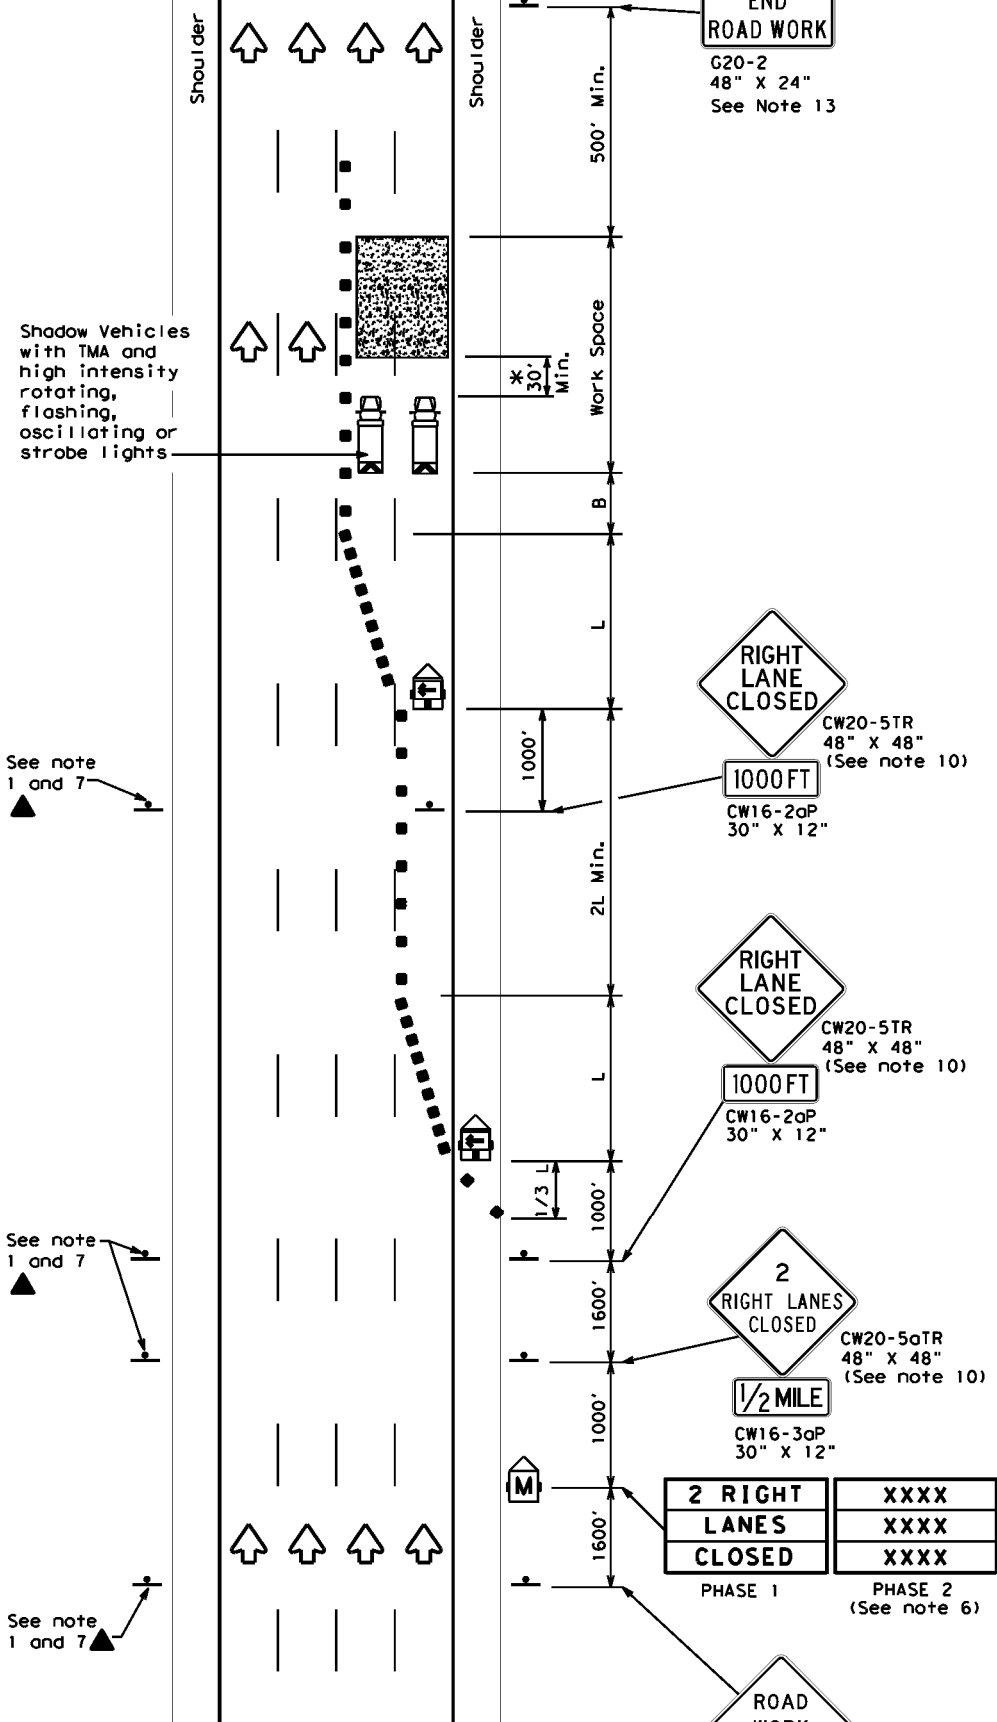 END
ROAD WORK
G20-2
48" X 24"
See Note 13
Shoulder
Shoulder
500' Min.
Shadow Vehicles
with TMA and
high intensity
rotating,
flashing,
oscillating or
strobe lights
*
30'
Min.
Work Space
B
L
RIGHT
LANE
CLOSED
CW20-5TR
48" X 48"
(See note 10)
1000 FT
CW16-2aP
30" X 12"
1000'
See note
1 and 7
2L Min.
RIGHT
LANE
CLOSED
CW20-5TR
48" X 48"
(See note 10)
1000 FT
CW16-2aP
30" X 12"
L
1/3 L
1000'
See note
1 and 7
1600'
2
RIGHT LANES
CLOSED
CW20-5aTR
48" X 48"
(See note 10)
1/2 MILE
CW16-3aP
30" X 12"
1000'
M
2 RIGHT
LANES
CLOSED
PHASE 1
XXXX
XXXX
XXXX
PHASE 2
(See note 6)
1600'
See note
1 and 7
ROAD
WORK